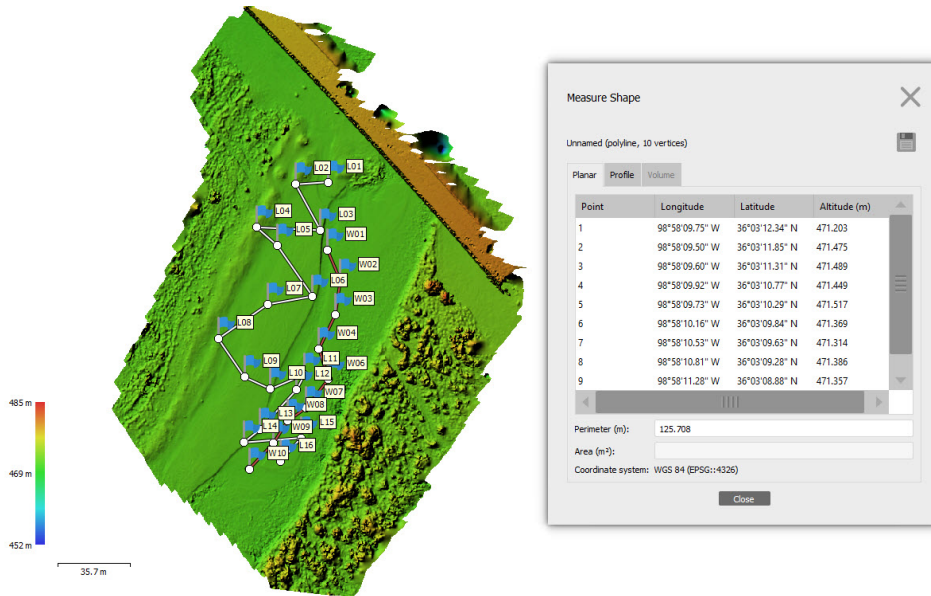 L02 L01
L04 L03
L05 W01
W02
L06
L07 W03
L08 W04
L11 W06
L09 L12
L10 W07
W08
L13 L15
L14 W09
L16
W10
485 m
469 m
452 m
35.7 m
Measure Shape
Unnamed (polyline, 10 vertices)
Planar Profile Volume
Point Longitude Latitude Altitude (m)
1 98°58'09.75" W 36°03'12.34" N 471.203
2 98°58'09.50" W 36°03'11.85" N 471.475
3 98°58'09.60" W 36°03'11.31" N 471.489
4 98°58'09.92" W 36°03'10.77" N 471.449
5 98°58'09.73" W 36°03'10.29" N 471.517
6 98°58'10.16" W 36°03'09.84" N 471.369
7 98°58'10.53" W 36°03'09.63" N 471.314
8 98°58'10.81" W 36°03'09.28" N 471.386
9 98°58'11.28" W 36°03'08.88" N 471.357
Perimeter (m): 125.708
Area (m²):
Coordinate system: WGS 84 (EPSG::4326)
Close